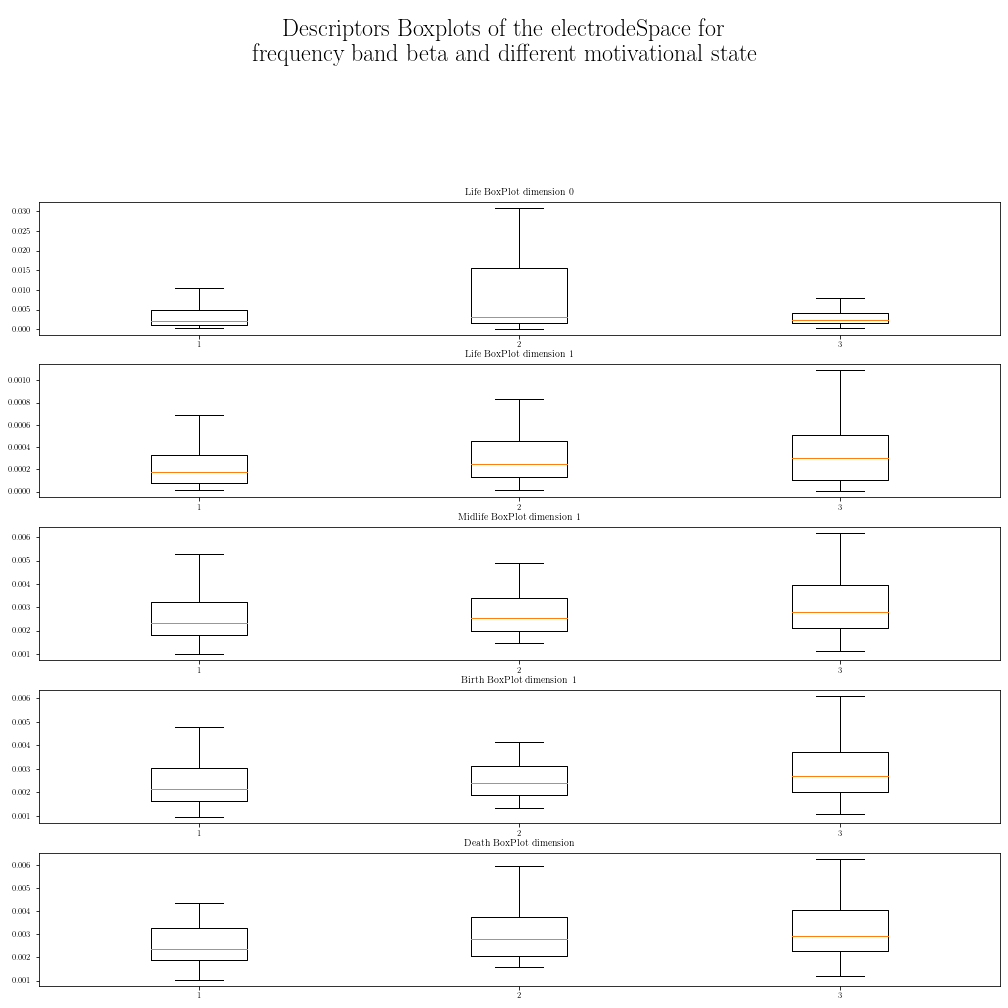 Descriptors Boxplots of the electrodeSpace for
frequency band beta and different motivational state
Life BoxPlot dimension 0
0.030
0.025
0.020
0.015
0.010
0.005
0.000
1 2 3
Life BoxPlot dimension 1
0.0010
0.0008
0.0006
0.0004
0.0002
0.0000
1 2 3
Midlife BoxPlot dimension 1
0.006
0.005
0.004
0.003
0.002
0.001
1 2 3
Birth BoxPlot dimension 1
0.006
0.005
0.004
0.003
0.002
0.001
1 2 3
Death BoxPlot dimension
0.006
0.005
0.004
0.003
0.002
0.001
1 2 3